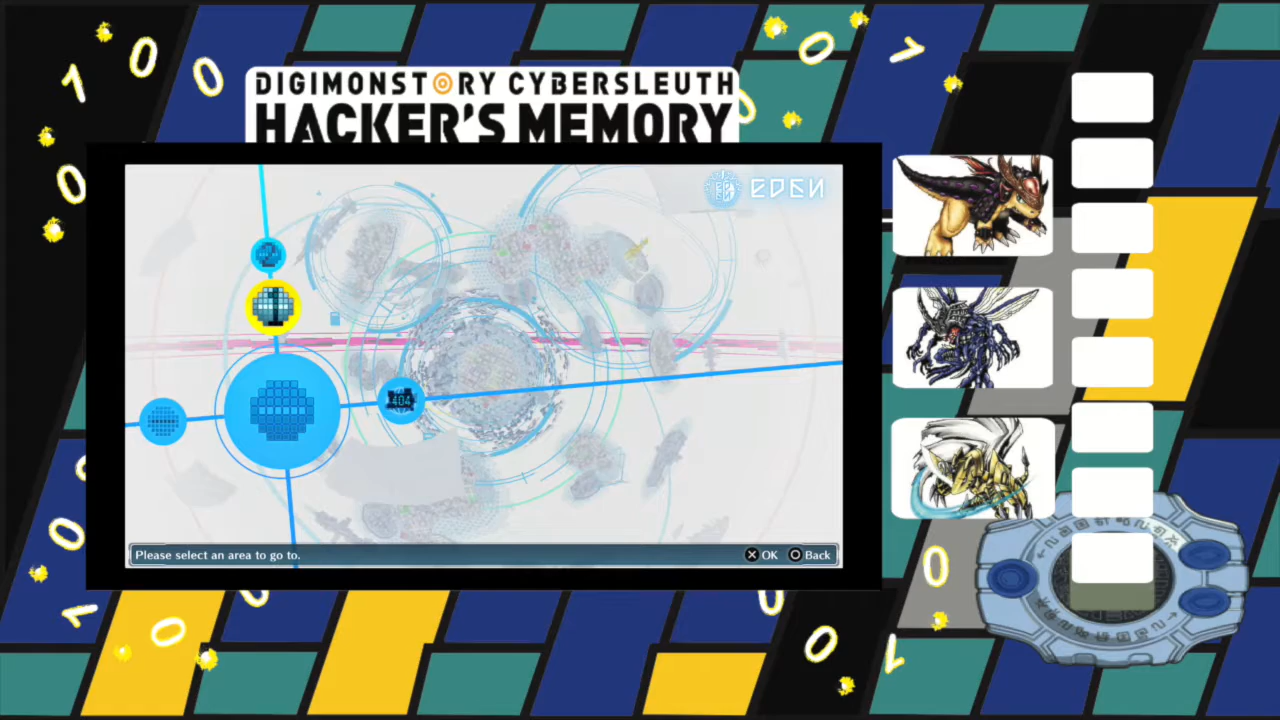 DIGIMONSTORY CYBERSLEUTH
HACKER'S MEMORY
EDEN
404
Please select an area to go to.
OK Back